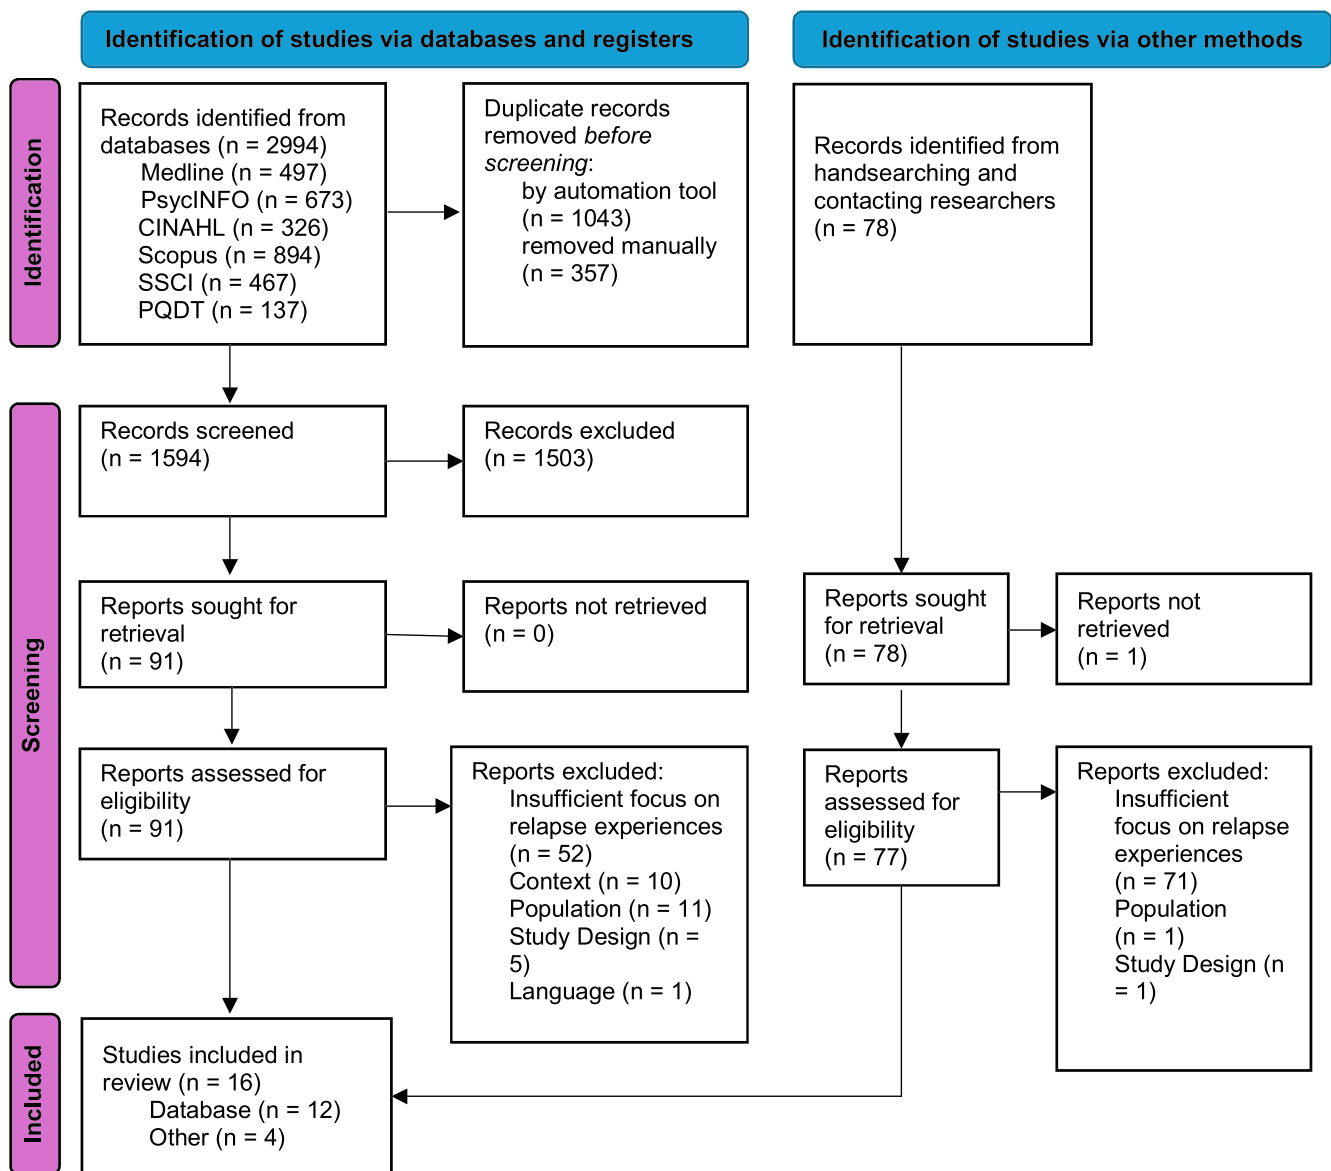 Identification of studies via databases and registers
Identification of studies via other methods
Identification
Records identified from
databases (n = 2994)
Medline (n = 497)
PsycINFO (n = 673)
CINAHL (n = 326)
Scopus (n = 894)
SSCI (n = 467)
PQDT (n = 137)
Duplicate records
removed before
screening:
by automation tool
(n = 1043)
removed manually
(n = 357)
Records identified from
handsearching and
contacting researchers
(n = 78)
Screening
Records screened
(n = 1594)
Records excluded
(n = 1503)
Reports sought for
retrieval
(n = 91)
Reports not retrieved
(n = 0)
Reports sought
for retrieval
(n = 78)
Reports not
retrieved
(n = 1)
Reports assessed for
eligibility
(n = 91)
Reports excluded:
Insufficient focus on
relapse experiences
(n = 52)
Context (n = 10)
Population (n = 11)
Study Design (n =
5)
Language (n = 1)
Reports
assessed for
eligibility
(n = 77)
Reports excluded:
Insufficient
focus on relapse
experiences
(n = 71)
Population
(n = 1)
Study Design (n
= 1)
Included
Studies included in
review (n = 16)
Database (n = 12)
Other (n = 4)